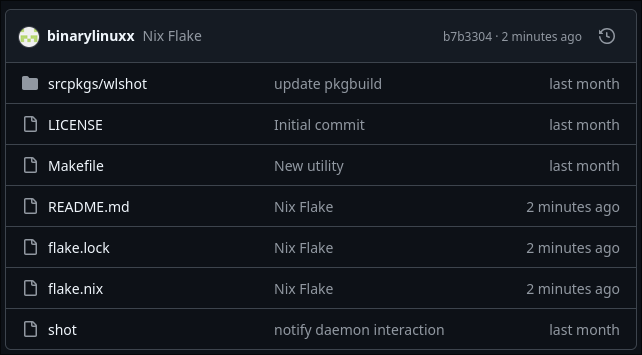 binarylinuxx Nix Flake b7b3304 · 2 minutes ago
srcpkgs/wlshot update pkgbuild last month
LICENSE Initial commit last month
Makefile New utility last month
README.md Nix Flake 2 minutes ago
flake.lock Nix Flake 2 minutes ago
flake.nix Nix Flake 2 minutes ago
shot notify daemon interaction last month